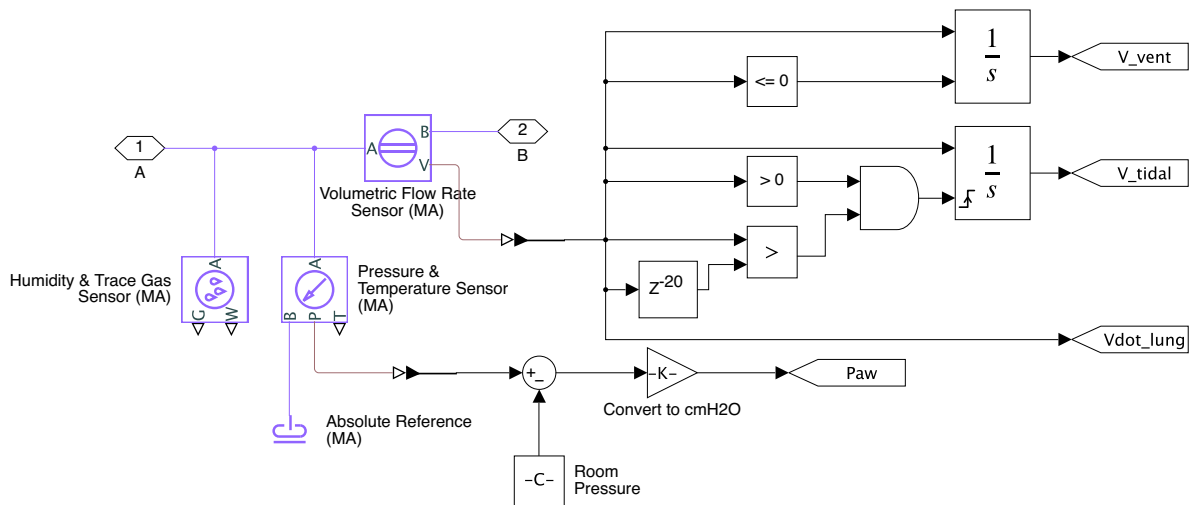 1
s
V_vent
<= 0
1
A
A
B
V
2
B
Volumetric Flow Rate
Sensor (MA)
1
s
V_tidal
> 0
>
Z-20
Humidity & Trace Gas
Sensor (MA)
A
G
W
A
B
P
T
Pressure &
Temperature Sensor
(MA)
Vdot_lung
+
-
-K-
Paw
Convert to cmH2O
Absolute Reference
(MA)
-C-
Room
Pressure